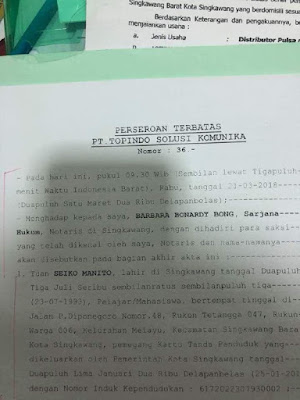 Singkawang Barat Kota Singkawang yang berdomisili sesuai
Berdasarkan Keterangan dan pengakuannya,
menjalankan usaha :
a. Jenis Usaha : Distributor Pulsa
PERSEROAN TERBATAS
PT.TOPINDO SOLUSI KOMUNIKA
Nomor : 36 -
- Pada hari ini, pukul 09.30 Wib (Sembilan lewat Tigapuluh
menit Waktu Indonesia Barat), Rabu, tanggal 21-03-2018
(Duapuluh Satu Maret Dua Ribu Delapanbelas);
- Menghadap kepada saya, BARBARA BONARDT BONG, Sarjana
Hukum, Notaris di Singkawang, dengan dihadiri para saksi
yang telah dikenal oleh saya, Notaris dan nama-namanya
akan disebutkan pada bagian akhir akta ini :
1. Tuan SEIKO MANITO, lahir di Singkawang tanggal Duapuluh
Tiga Juli Seribu sembilanratus sembilanpuluh tiga
(23-07-1993), Pelajar/Mahasiswa, bertempat tinggal di
Jalan P.Diponegoro Nomor.48, Rukun Tetangga 047, Rukun
Warga 006, Kelurahan Melayu, Kecamatan Singkawang Barat
Kota Singkawang, pemegang Kartu Tanda Penduduk yang
dikeluarkan oleh Pemerintah Kota Singkawang tanggal
Duapuluh Lima Januari Dua Ribu Delapanbelas (25-01-20
dengan Nomor Induk Kependudukan :